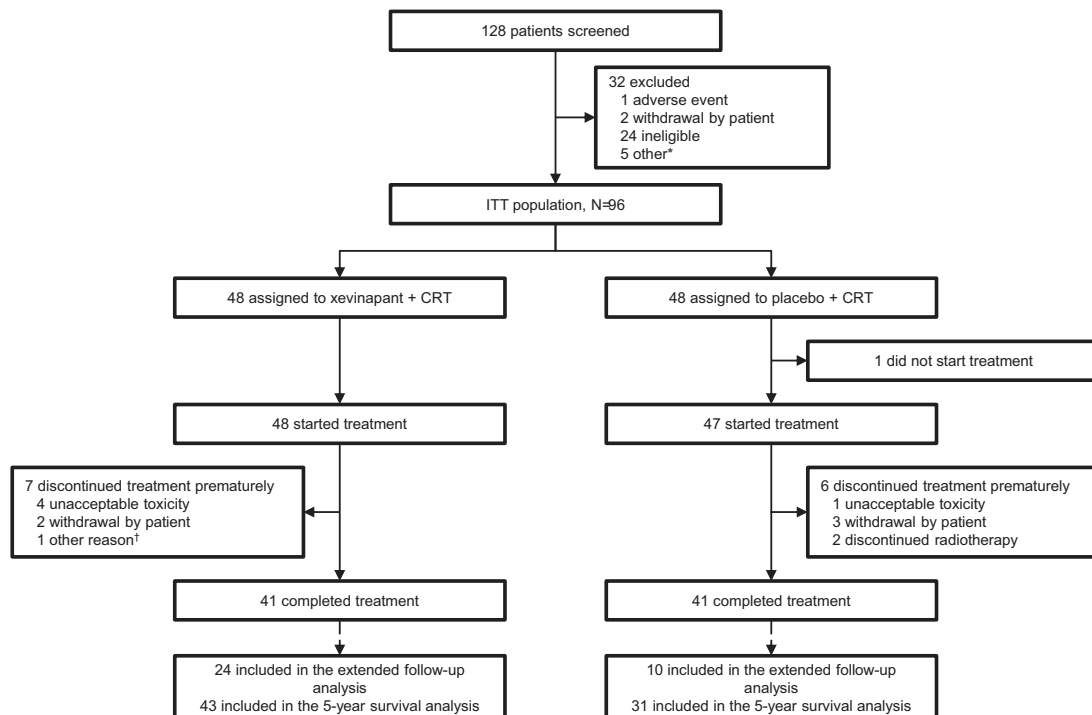 128 patients screened
32 excluded
1 adverse event
2 withdrawal by patient
24 ineligible
5 other*
ITT population, N=96
48 assigned to xevinapant + CRT
48 assigned to placebo + CRT
1 did not start treatment
48 started treatment
47 started treatment
7 discontinued treatment prematurely
4 unacceptable toxicity
2 withdrawal by patient
1 other reason†
6 discontinued treatment prematurely
1 unacceptable toxicity
3 withdrawal by patient
2 discontinued radiotherapy
41 completed treatment
41 completed treatment
24 included in the extended follow-up
analysis
43 included in the 5-year survival analysis
10 included in the extended follow-up
analysis
31 included in the 5-year survival analysis